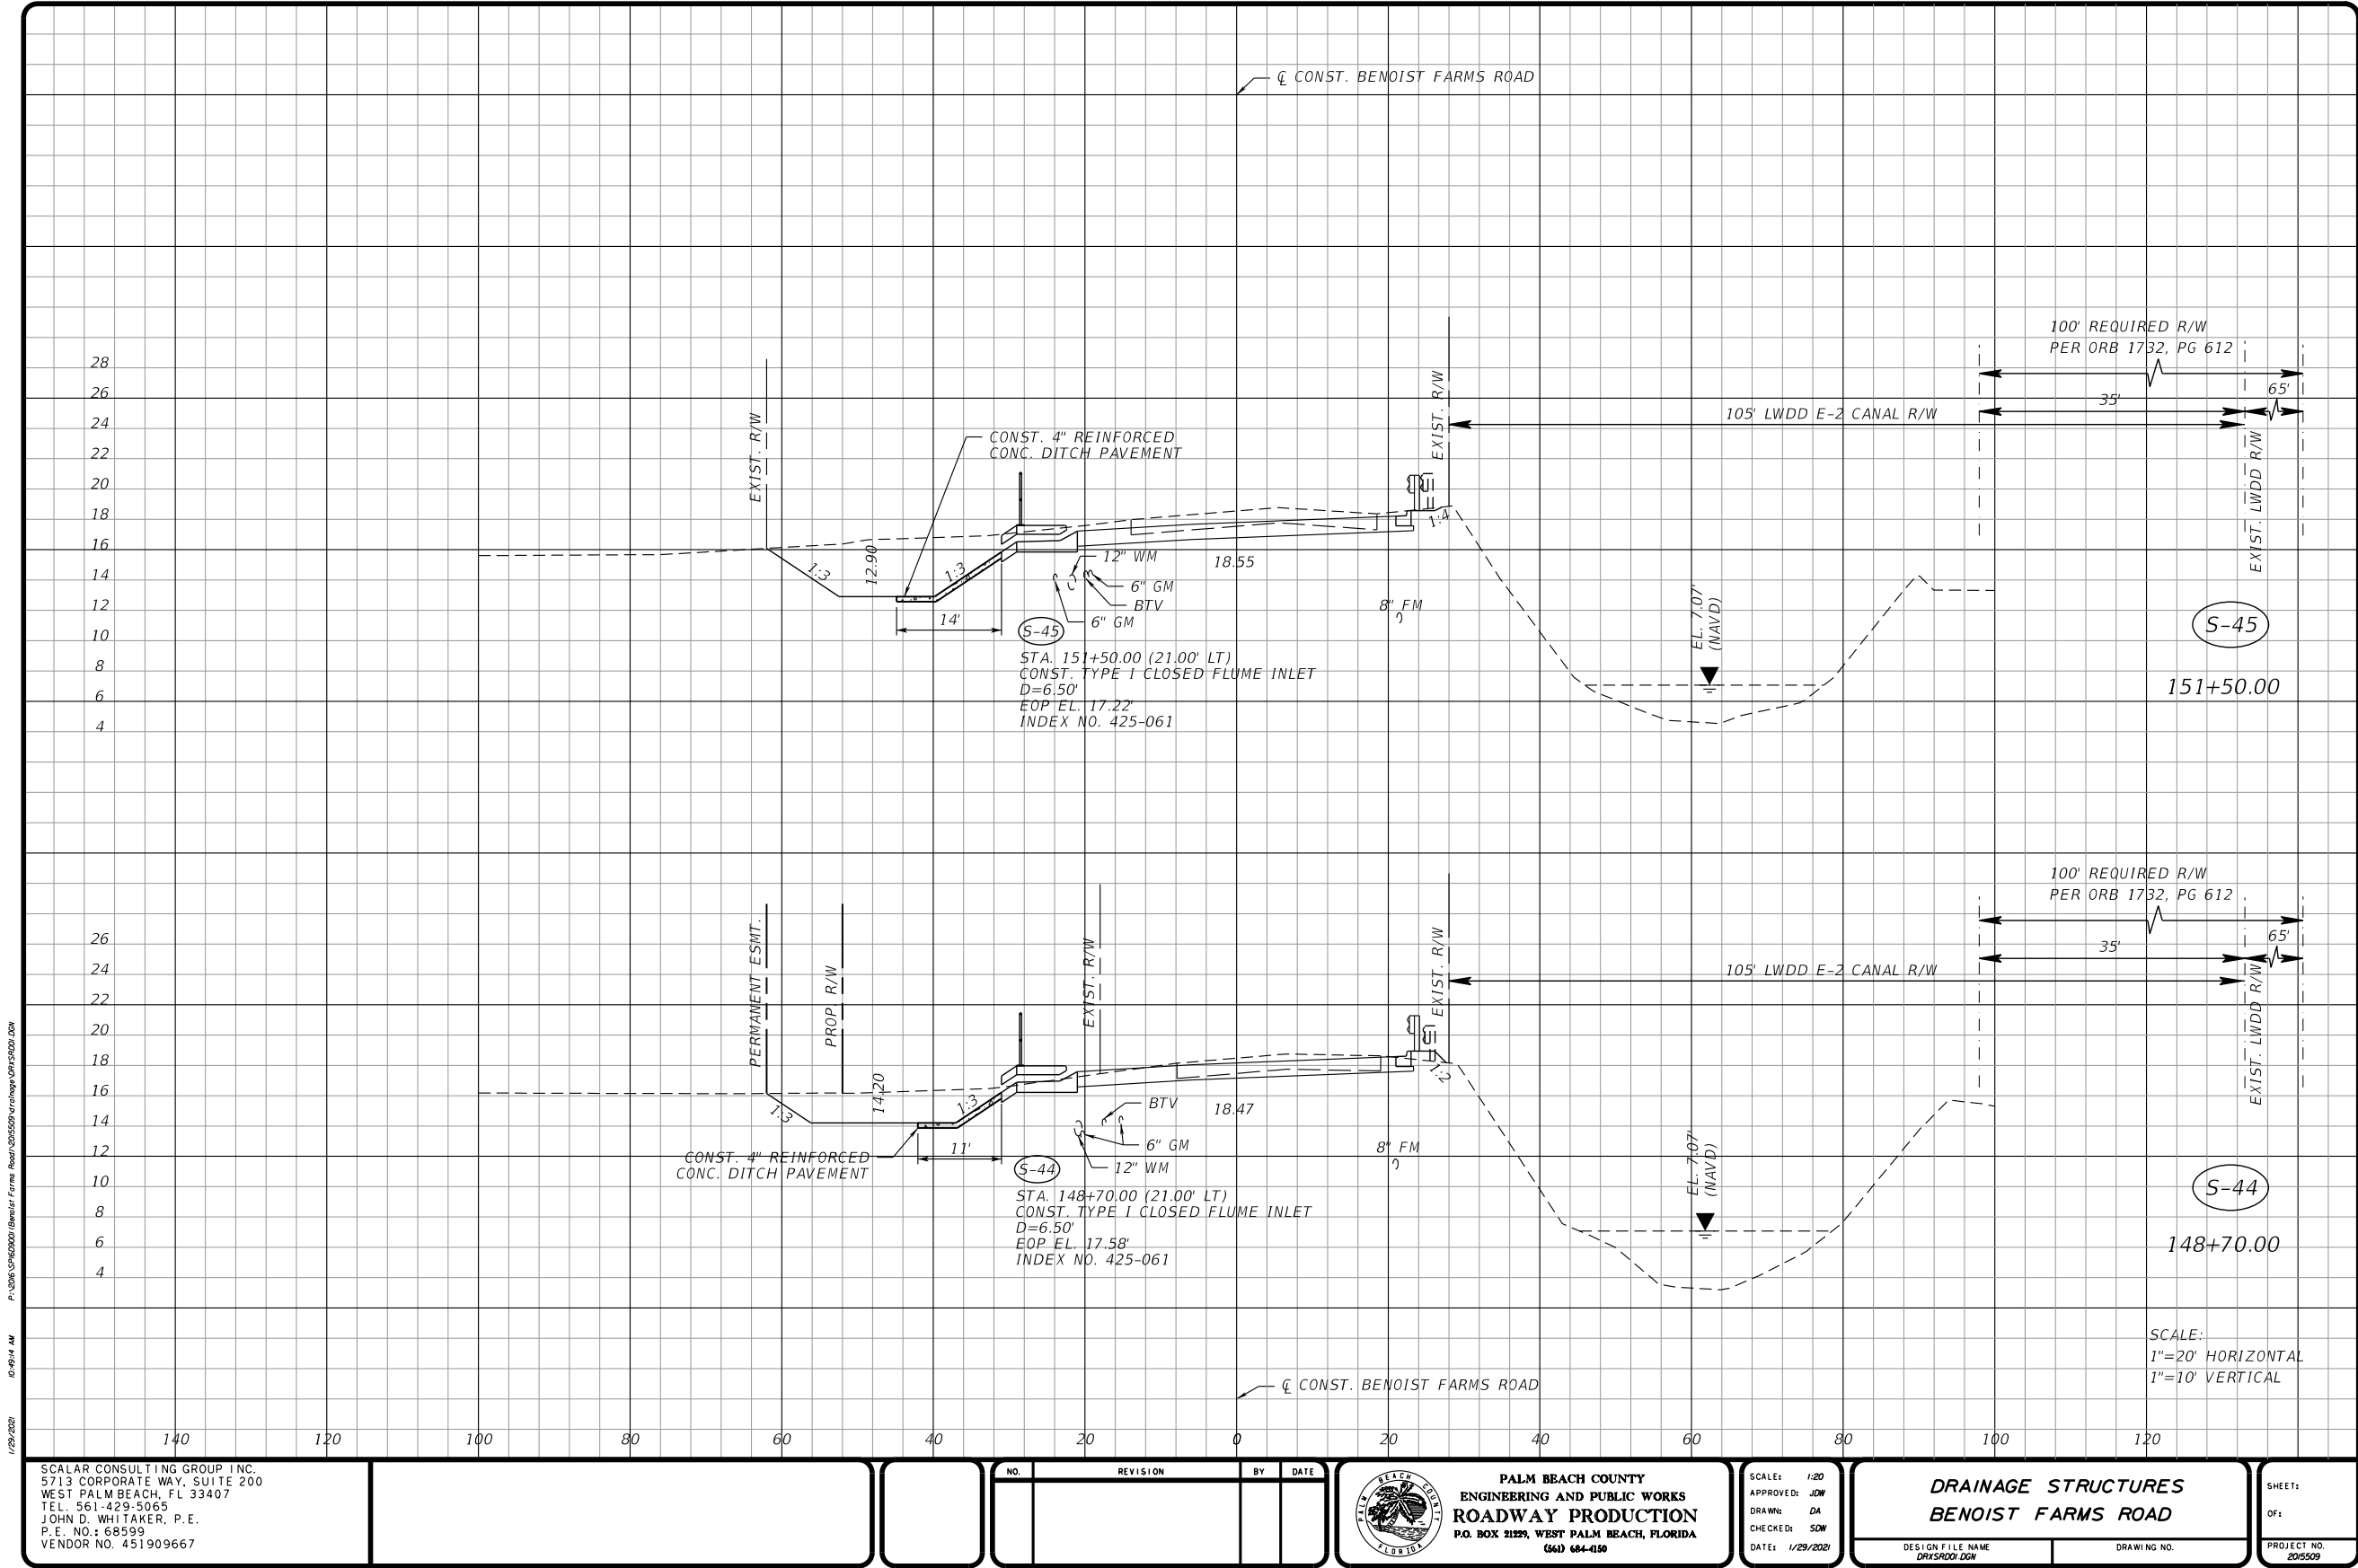 ℄ CONST. BENOIST FARMS ROAD
100' REQUIRED R/W
PER ORB 1732, PG 612
65'
35'
105' LWDD E-2 CANAL R/W
EXIST. R/W
EXIST. R/W
EXIST. LWDD R/W
28
26
24
22
20
18
16
14
12
10
8
6
4
CONST. 4" REINFORCED
CONC. DITCH PAVEMENT
1:3
12.90
1:3
14'
12" WM
6" GM
BTV
6" GM
18.55
1:4
8" FM
EL. 7.07'
(NAVD)
S-45
STA. 151+50.00 (21.00' LT)
CONST. TYPE I CLOSED FLUME INLET
D=6.50'
EOP EL. 17.22'
INDEX NO. 425-061
S-45
151+50.00
100' REQUIRED R/W
PER ORB 1732, PG 612
65'
35'
105' LWDD E-2 CANAL R/W
PERMANENT ESMT.
PROP. R/W
EXIST. R/W
EXIST. R/W
EXIST. LWDD R/W
26
24
22
20
18
16
14
12
10
8
6
4
1:3
14.20
1:3
11'
CONST. 4" REINFORCED
CONC. DITCH PAVEMENT
BTV
6" GM
12" WM
18.47
1:2
8" FM
EL. 7.07'
(NAVD)
S-44
STA. 148+70.00 (21.00' LT)
CONST. TYPE I CLOSED FLUME INLET
D=6.50'
EOP EL. 17.58'
INDEX NO. 425-061
S-44
148+70.00
SCALE:
1"=20' HORIZONTAL
1"=10' VERTICAL
℄ CONST. BENOIST FARMS ROAD
140 120 100 80 60 40 20 0 20 40 60 80 100 120
1/29/2021 10:49:14 AM
SCALAR CONSULTING GROUP INC.
5713 CORPORATE WAY, SUITE 200
WEST PALM BEACH, FL 33407
TEL. 561-429-5065
JOHN D. WHITAKER, P.E.
P.E. NO.: 68599
VENDOR NO. 451909667
NO. REVISION BY DATE
PALM BEACH COUNTY
FLORIDA
PALM BEACH COUNTY
ENGINEERING AND PUBLIC WORKS
ROADWAY PRODUCTION
P.O. BOX 21229, WEST PALM BEACH, FLORIDA
(561) 684-4150
SCALE: 1:20
APPROVED: JDW
DRAWN: DA
CHECKED: SDW
DATE: 1/29/2021
DRAINAGE STRUCTURES
BENOIST FARMS ROAD
DESIGN FILE NAME
DRXSRD01.DGN
DRAWING NO.
SHEET:
OF:
PROJECT NO.
2015509